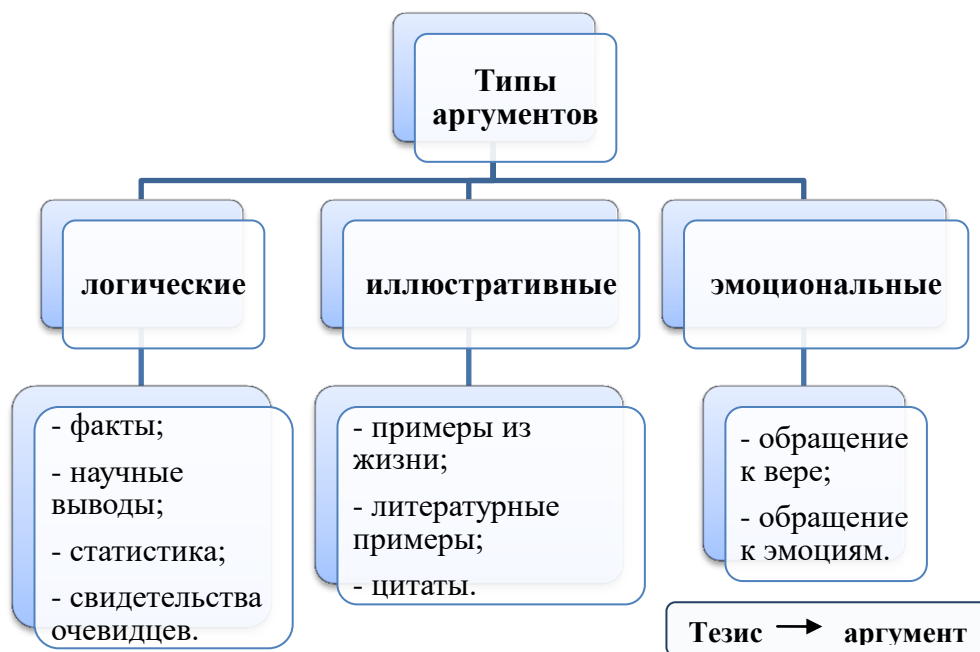 Типы
аргументов
логические
иллюстративные
эмоциональные
- факты;
- научные
выводы;
- статистика;
- свидетельства
очевидцев.
- примеры из
жизни;
- литературные
примеры;
- цитаты.
- обращение
к вере;
- обращение
к эмоциям.
Тезис → аргумент